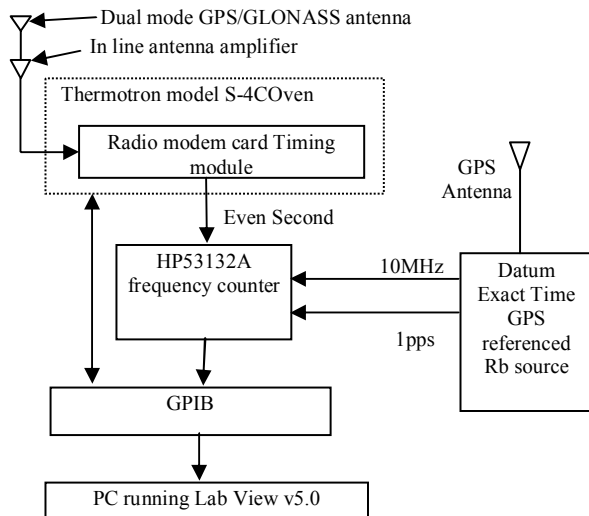 Dual mode GPS/GLONASS antenna
In line antenna amplifier
Thermotron model S-4COven
Radio modem card Timing
module
GPS
Antenna
Even Second
HP53132A
frequency counter
10MHz
1pps
Datum
Exact Time
GPS
referenced
Rb source
GPIB
PC running Lab View v5.0